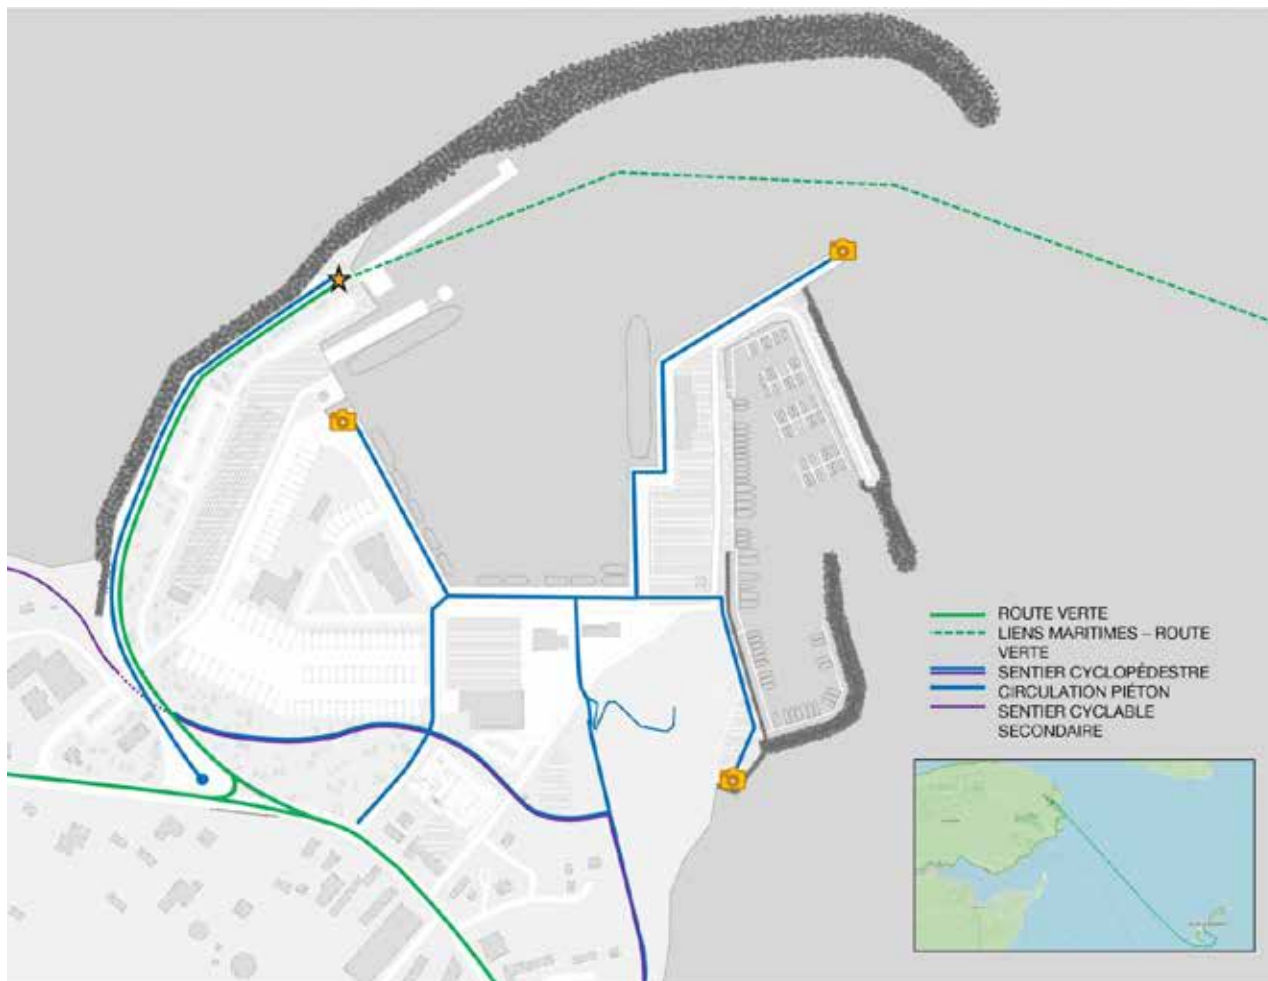 ROUTE VERTE
LIENS MARITIMES – ROUTE
VERTE
SENTIER CYCLOPÉDESTRE
CIRCULATION PIÉTON
SENTIER CYCLABLE
SECONDAIRE